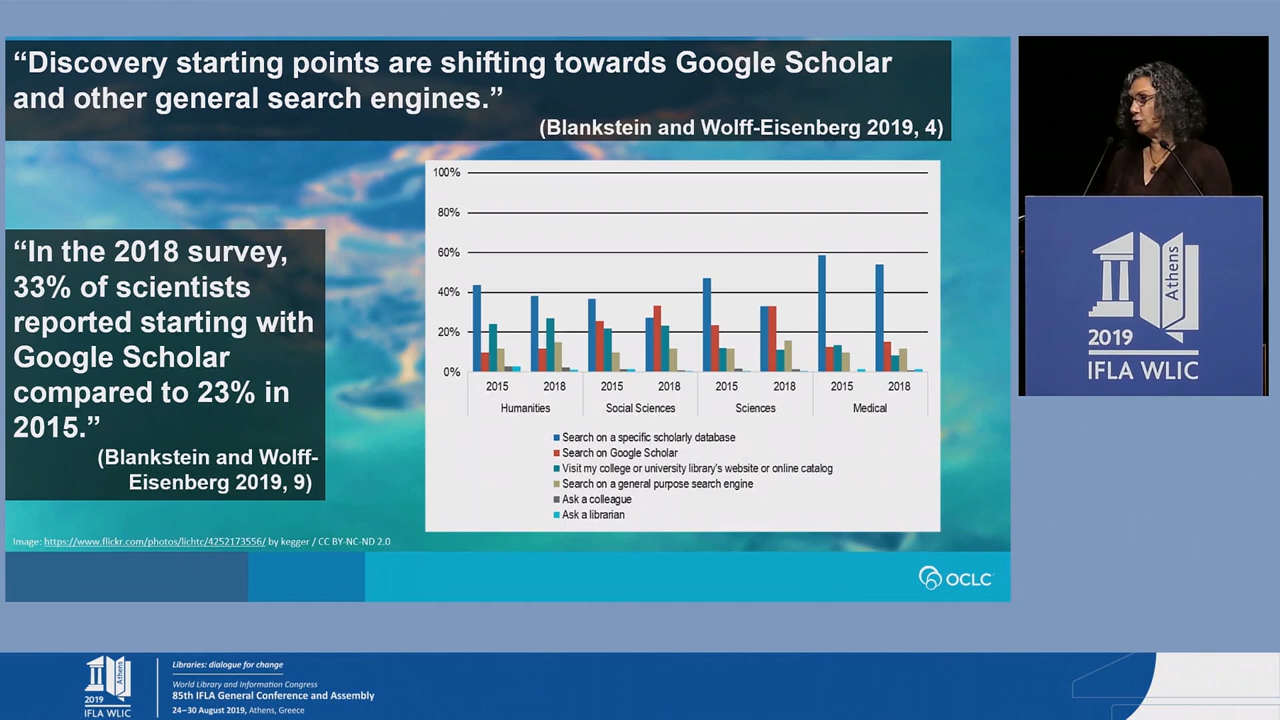 “Discovery starting points are shifting towards Google Scholar
and other general search engines.”
(Blankstein and Wolff-Eisenberg 2019, 4)
“In the 2018 survey,
33% of scientists
reported starting with
Google Scholar
compared to 23% in
2015.”
(Blankstein and Wolff-
Eisenberg 2019, 9)
100%
80%
60%
40%
20%
0%
2015 2018 2015 2018 2015 2018 2015 2018
Humanities Social Sciences Sciences Medical
Search on a specific scholarly database
Search on Google Scholar
Visit my college or university library's website or online catalog
Search on a general purpose search engine
Ask a colleague
Ask a librarian
Image: https://www.flickr.com/photos/lichtc/4252173556/ by kegger / CC BY-NC-ND 2.0
OCLC
Athens
2019
IFLA WLIC
Athens
2019
IFLA WLIC
Libraries: dialogue for change
World Library and Information Congress
85th IFLA General Conference and Assembly
24–30 August 2019, Athens, Greece